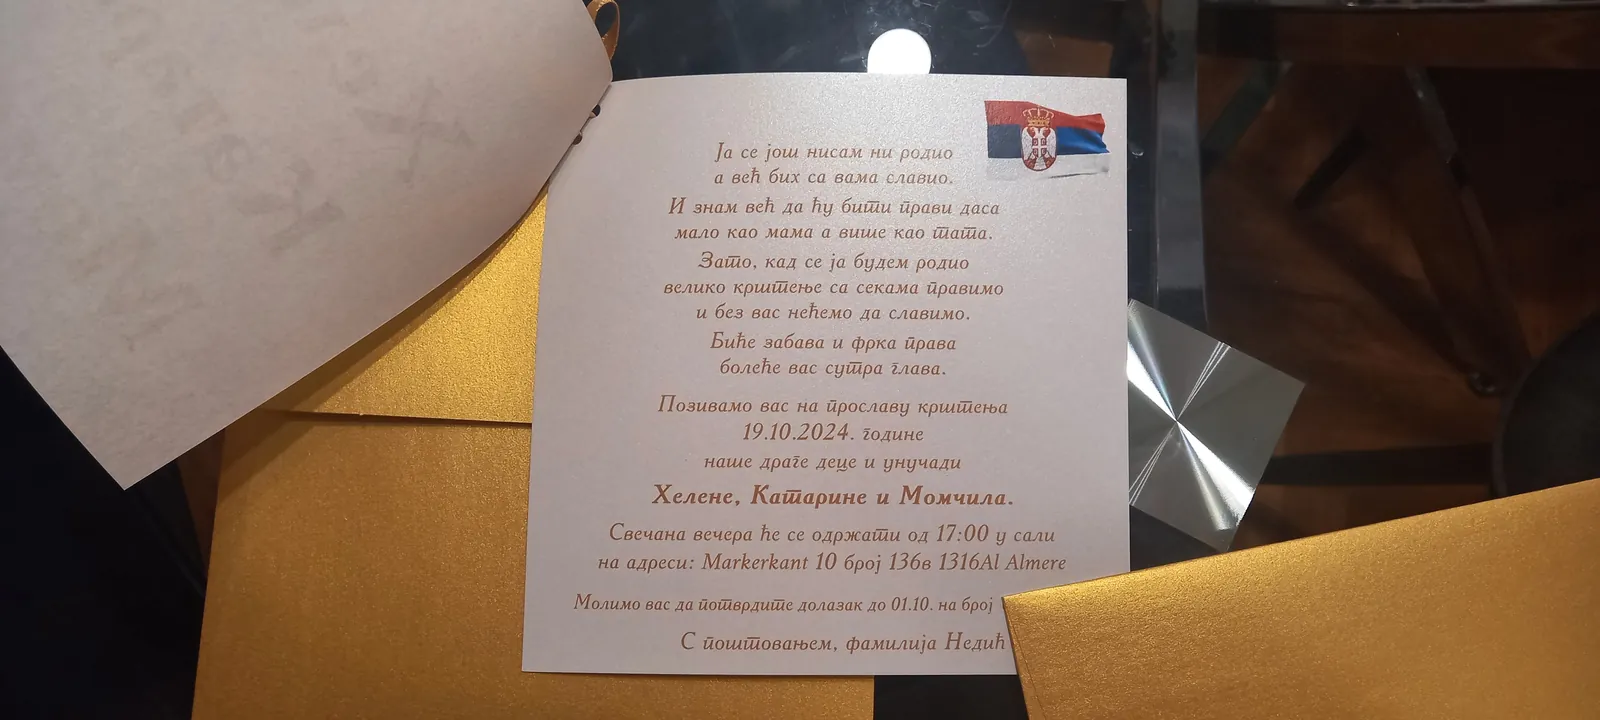 Ја се још нисам ни родио
а већ бих са вама славио.
И знам већ да ћу бити прави даса
мало као мама а више као тата.
Зато, кад се ја будем родио
велико крштење са секама правимо
и без вас нећемо да славимо.
Биће забава и фрка права
болеће вас сутра глава.
Позивамо вас на прославу крштења
19.10.2024. године
наше драге деце и унучади
Хелене, Катарине и Момчила.
Свечана вечера ће се одржати од 17:00 у сали
на адреси: Markerkant 10 број 136в 1316Al Almere
Молимо вас да потврдите долазак до 01.10. на број
С поштовањем, фамилија Недић